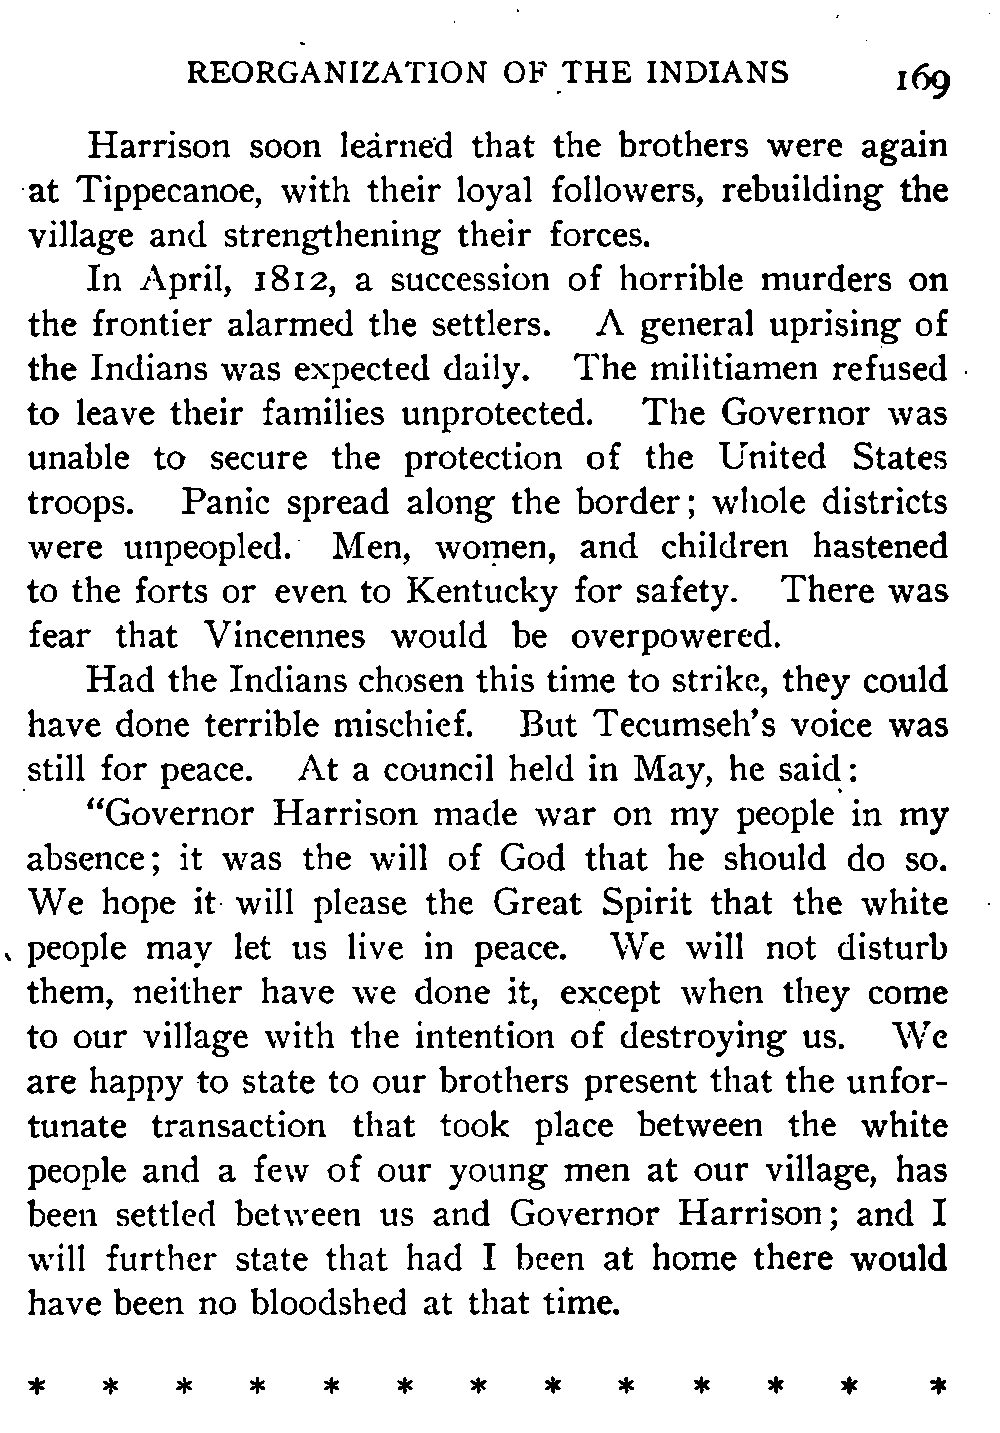 REORGANIZATION OF THE INDIANS 169
Harrison soon learned that the brothers were again
at Tippecanoe, with their loyal followers, rebuilding the
village and strengthening their forces.
In April, 1812, a succession of horrible murders on
the frontier alarmed the settlers. A general uprising of
the Indians was expected daily. The militiamen refused
to leave their families unprotected. The Governor was
unable to secure the protection of the United States
troops. Panic spread along the border; whole districts
were unpeopled. Men, women, and children hastened
to the forts or even to Kentucky for safety. There was
fear that Vincennes would be overpowered.
Had the Indians chosen this time to strike, they could
have done terrible mischief. But Tecumseh's voice was
still for peace. At a council held in May, he said:
"Governor Harrison made war on my people in my
absence; it was the will of God that he should do so.
We hope it will please the Great Spirit that the white
people may let us live in peace. We will not disturb
them, neither have we done it, except when they come
to our village with the intention of destroying us. We
are happy to state to our brothers present that the unfor-
tunate transaction that took place between the white
people and a few of our young men at our village, has
been settled between us and Governor Harrison; and I
will further state that had I been at home there would
have been no bloodshed at that time.
* * * * * * * * * * * * *